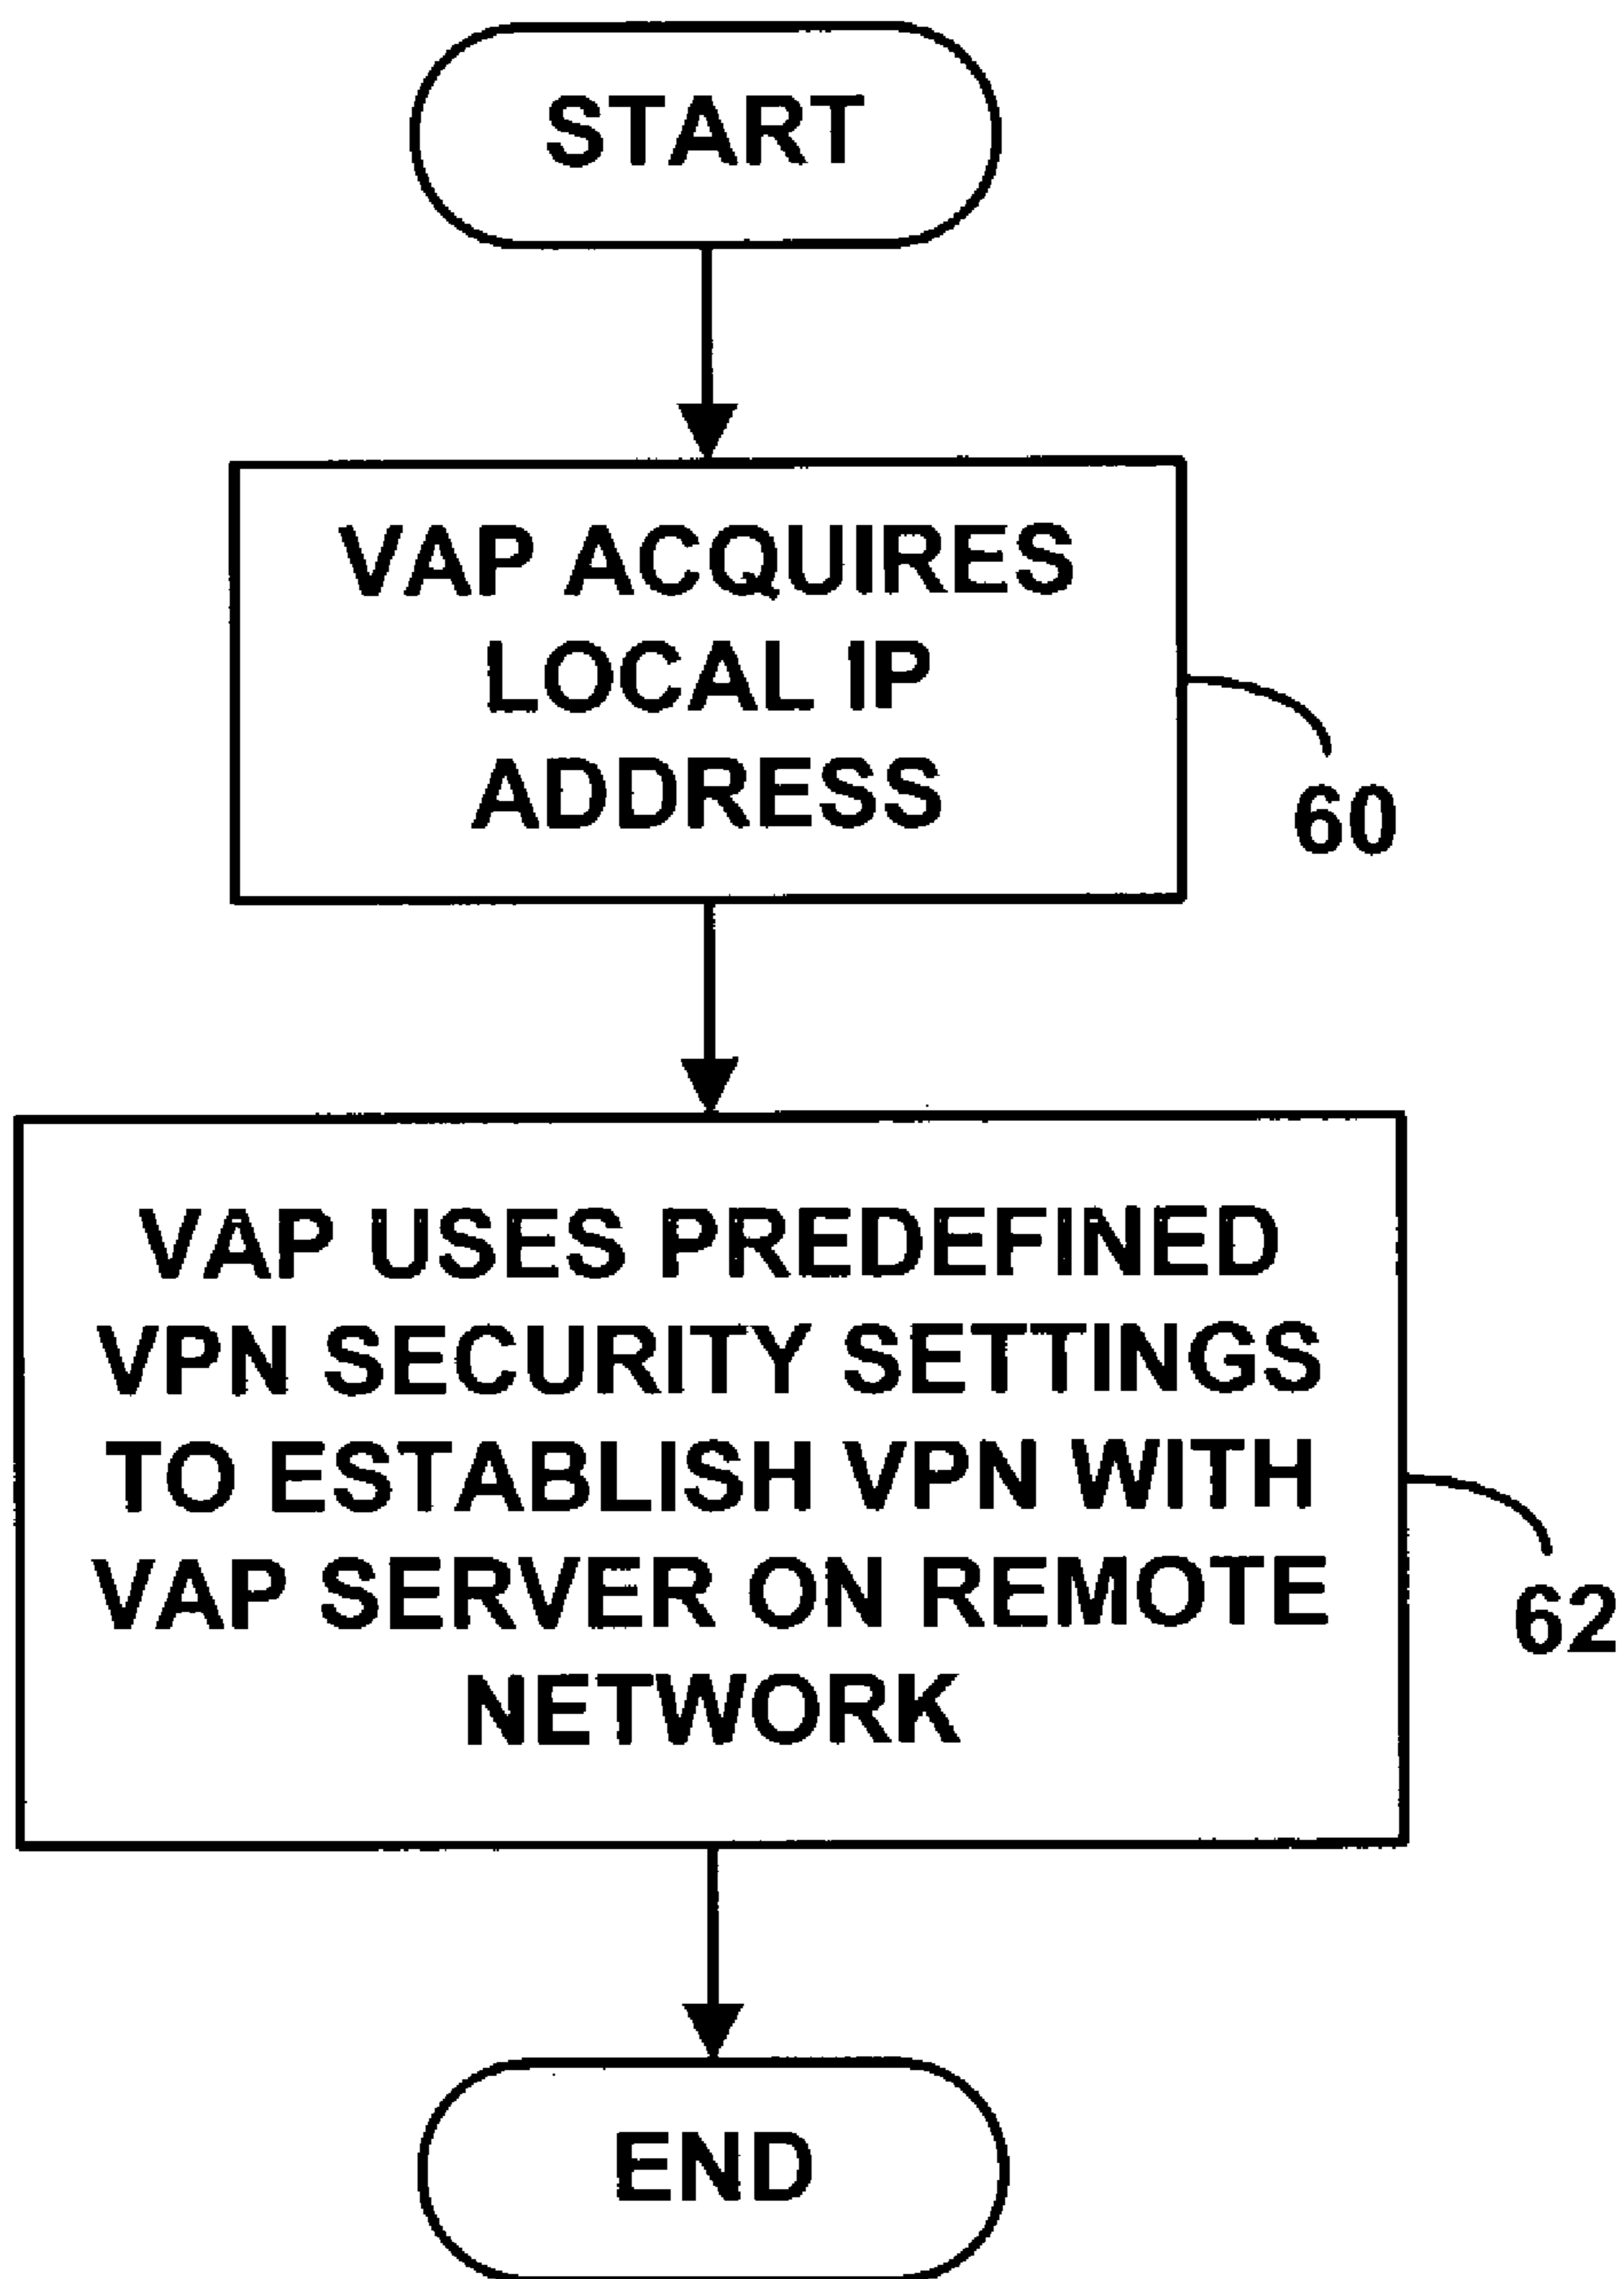 START
VAP ACQUIRES
LOCAL IP
ADDRESS
60
VAP USES PREDEFINED
VPN SECURITY SETTINGS
TO ESTABLISH VPN WITH
VAP SERVER ON REMOTE
NETWORK
62
END